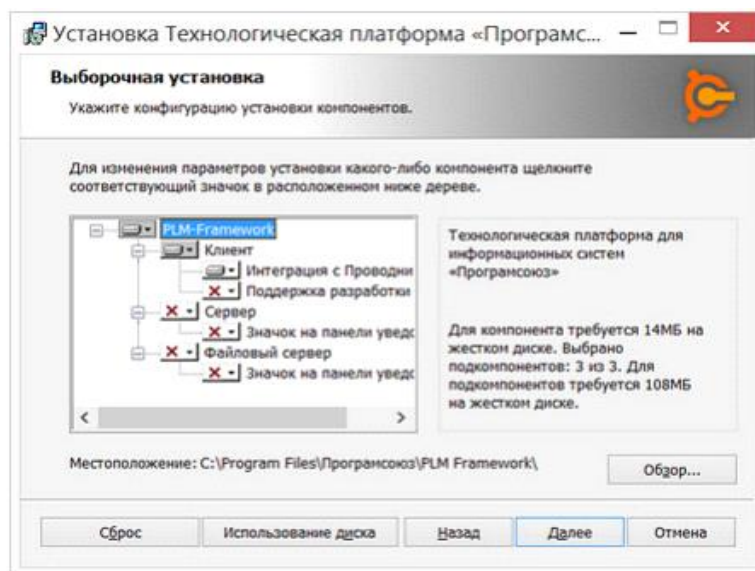 Установка Технологическая платформа «Програмс...
Выборочная установка
Укажите конфигурацию установки компонентов.
Для изменения параметров установки какого-либо компонента щелкните
соответствующий значок в расположенном ниже дереве.
PLM-Framework
Клиент
Интеграция с Проводни
Поддержка разработки
Сервер
Значок на панели уведо
Файловый сервер
Значок на панели уведо
Технологическая платформа для
информационных систем
«Програмсоюз»
Для компонента требуется 14МБ на
жестком диске. Выбрано
подкомпонентов: 3 из 3. Для
подкомпонентов требуется 108МБ
на жестком диске.
Местоположение: C:\Program Files\Програмсоюз\PLM Framework\
Обзор...
Сброс
Использование диска
Назад
Далее
Отмена